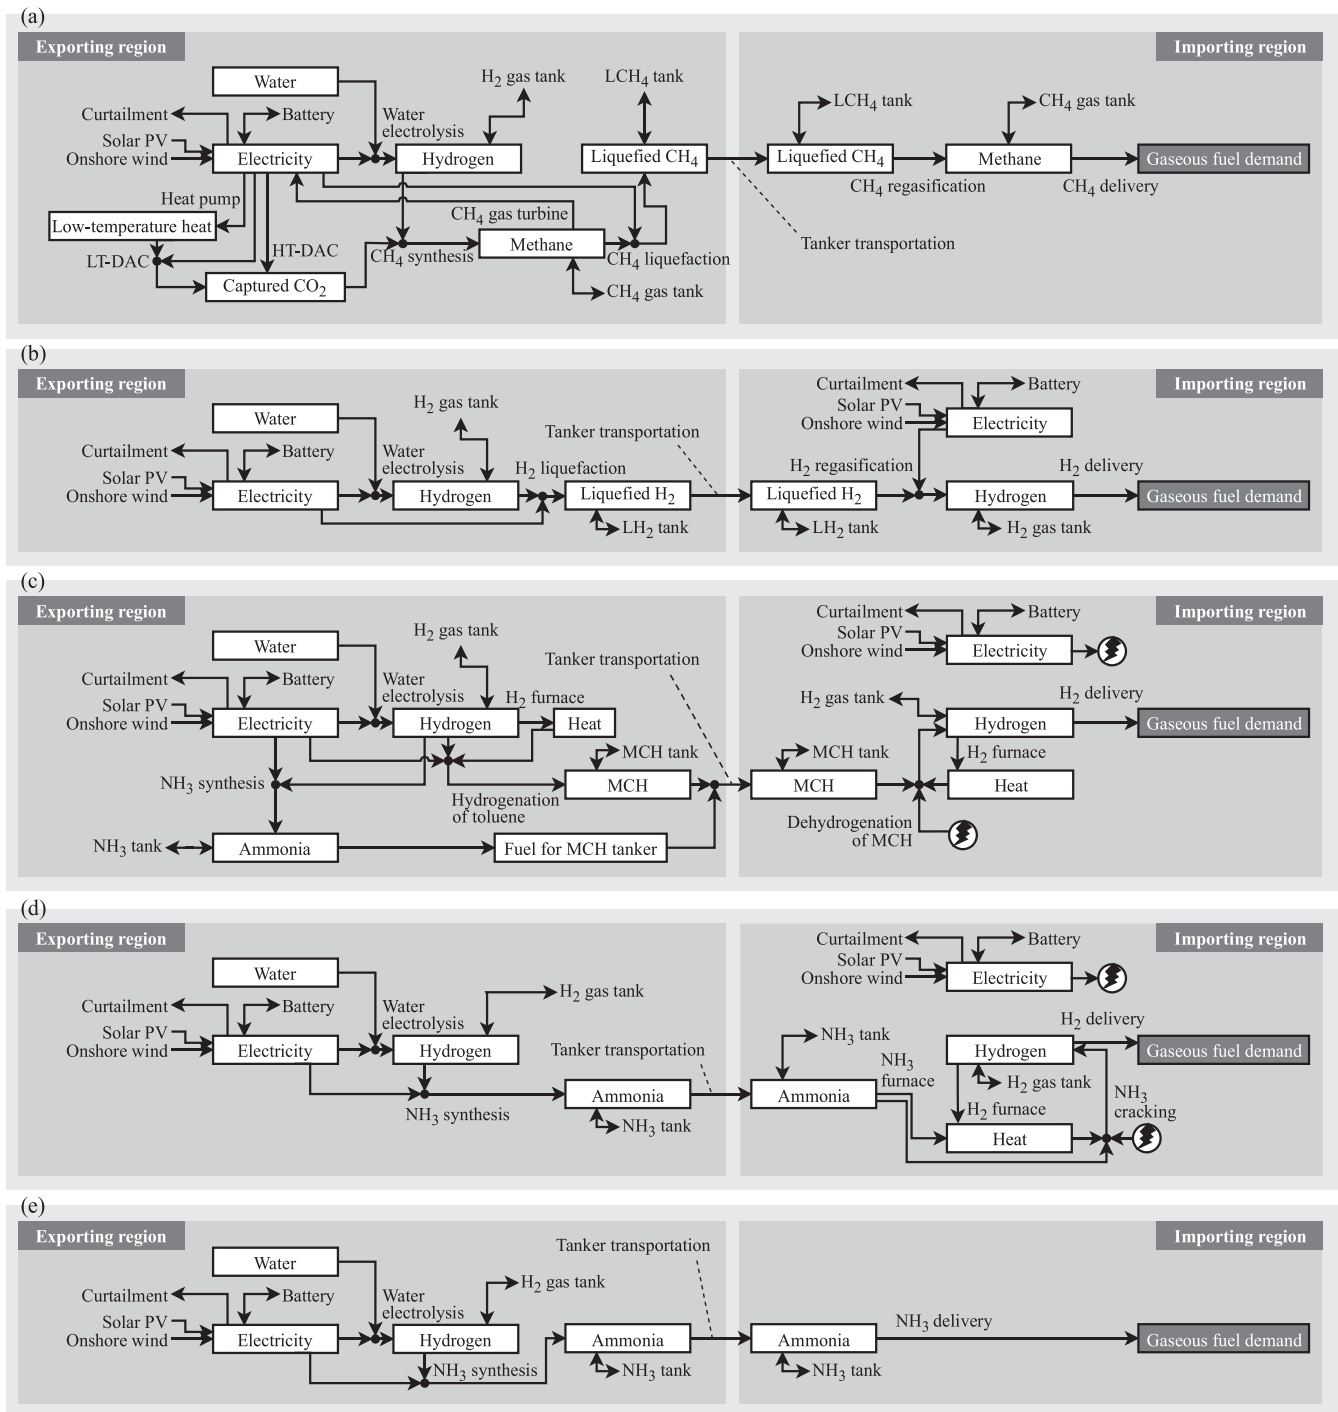 (a)
Exporting region
Importing region
Water
H2 gas tank
LCH4 tank
Curtailment
Battery
Water
electrolysis
LCH4 tank
CH4 gas tank
Solar PV
Onshore wind
Electricity
Hydrogen
Liquefied CH4
Liquefied CH4
Methane
Gaseous fuel demand
CH4 regasification
CH4 delivery
Heat pump
Low-temperature heat
CH4 gas turbine
Methane
Tanker transportation
LT-DAC
HT-DAC
CH4 synthesis
CH4 liquefaction
Captured CO2
CH4 gas tank
(b)
Exporting region
Importing region
Curtailment
Battery
Water
H2 gas tank
Solar PV
Onshore wind
Electricity
Tanker transportation
Curtailment
Battery
Water
electrolysis
H2 liquefaction
H2 regasification
H2 delivery
Solar PV
Onshore wind
Electricity
Hydrogen
Liquefied H2
Liquefied H2
Hydrogen
Gaseous fuel demand
LH2 tank
LH2 tank
H2 gas tank
(c)
Exporting region
Importing region
Curtailment
Battery
Water
H2 gas tank
Solar PV
Onshore wind
Electricity
Tanker transportation
Curtailment
Battery
Water
electrolysis
H2 furnace
H2 gas tank
H2 delivery
Solar PV
Onshore wind
Electricity
Hydrogen
Heat
Hydrogen
Gaseous fuel demand
MCH tank
MCH tank
H2 furnace
NH3 synthesis
MCH
MCH
Heat
Hydrogenation
of toluene
Dehydrogenation
of MCH
NH3 tank
Ammonia
Fuel for MCH tanker
(d)
Exporting region
Importing region
Curtailment
Battery
Solar PV
Onshore wind
Electricity
Water
H2 gas tank
Curtailment
Battery
Water
electrolysis
H2 delivery
Solar PV
Onshore wind
Electricity
Hydrogen
Tanker transportation
NH3 tank
NH3
furnace
Hydrogen
Gaseous fuel demand
H2 gas tank
Ammonia
Ammonia
NH3
cracking
NH3 synthesis
NH3 tank
H2 furnace
Heat
(e)
Exporting region
Importing region
Tanker transportation
Water
H2 gas tank
Curtailment
Battery
Water
electrolysis
Solar PV
Onshore wind
Electricity
Hydrogen
Ammonia
Ammonia
NH3 delivery
Gaseous fuel demand
NH3 synthesis
NH3 tank
NH3 tank